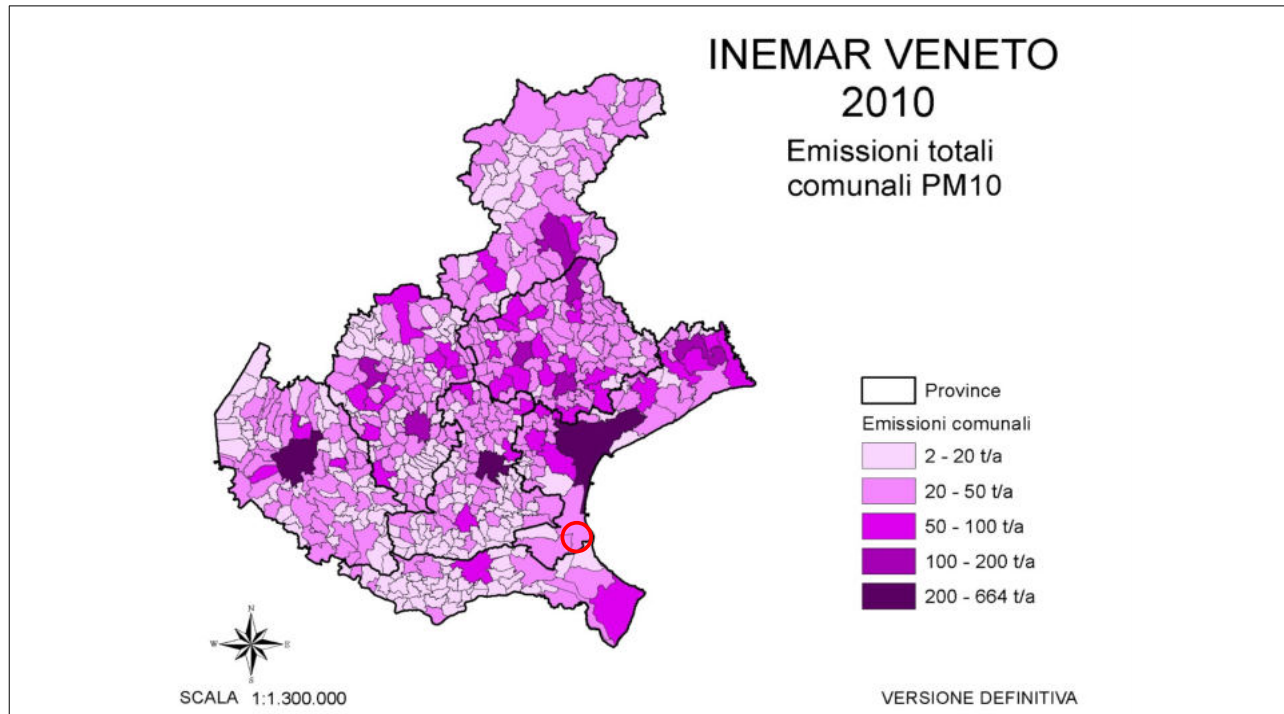 INEMAR VENETO
2010
Emissioni totali
comunali PM10
Province
Emissioni comunali
2 - 20 t/a
20 - 50 t/a
50 - 100 t/a
100 - 200 t/a
200 - 664 t/a
N
W E
S
SCALA 1:1.300.000
VERSIONE DEFINITIVA